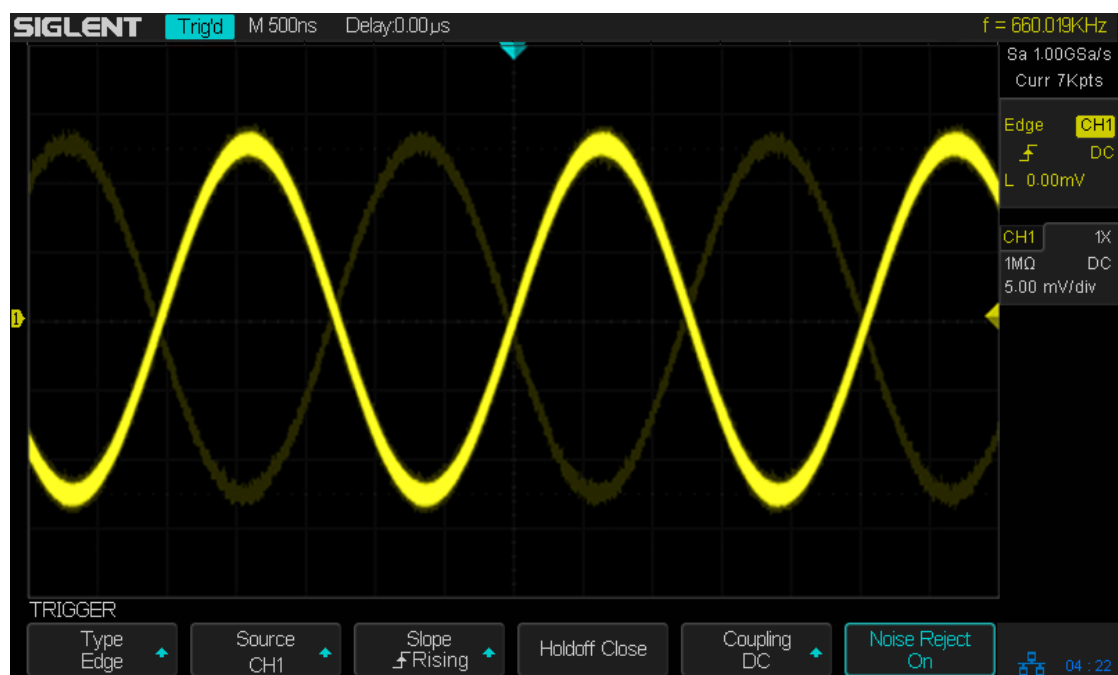 SIGLENT Trig'd M 500ns Delay:0.00µs f = 660.019KHz
Sa 1.00GSa/s
Curr 7Kpts
Edge CH1
DC
L 0.00mV
CH1 1X
1MΩ DC
5.00 mV/div
1
TRIGGER
Type
Edge
Source
CH1
Slope
Rising
Holdoff Close
Coupling
DC
Noise Reject
On
04 : 22